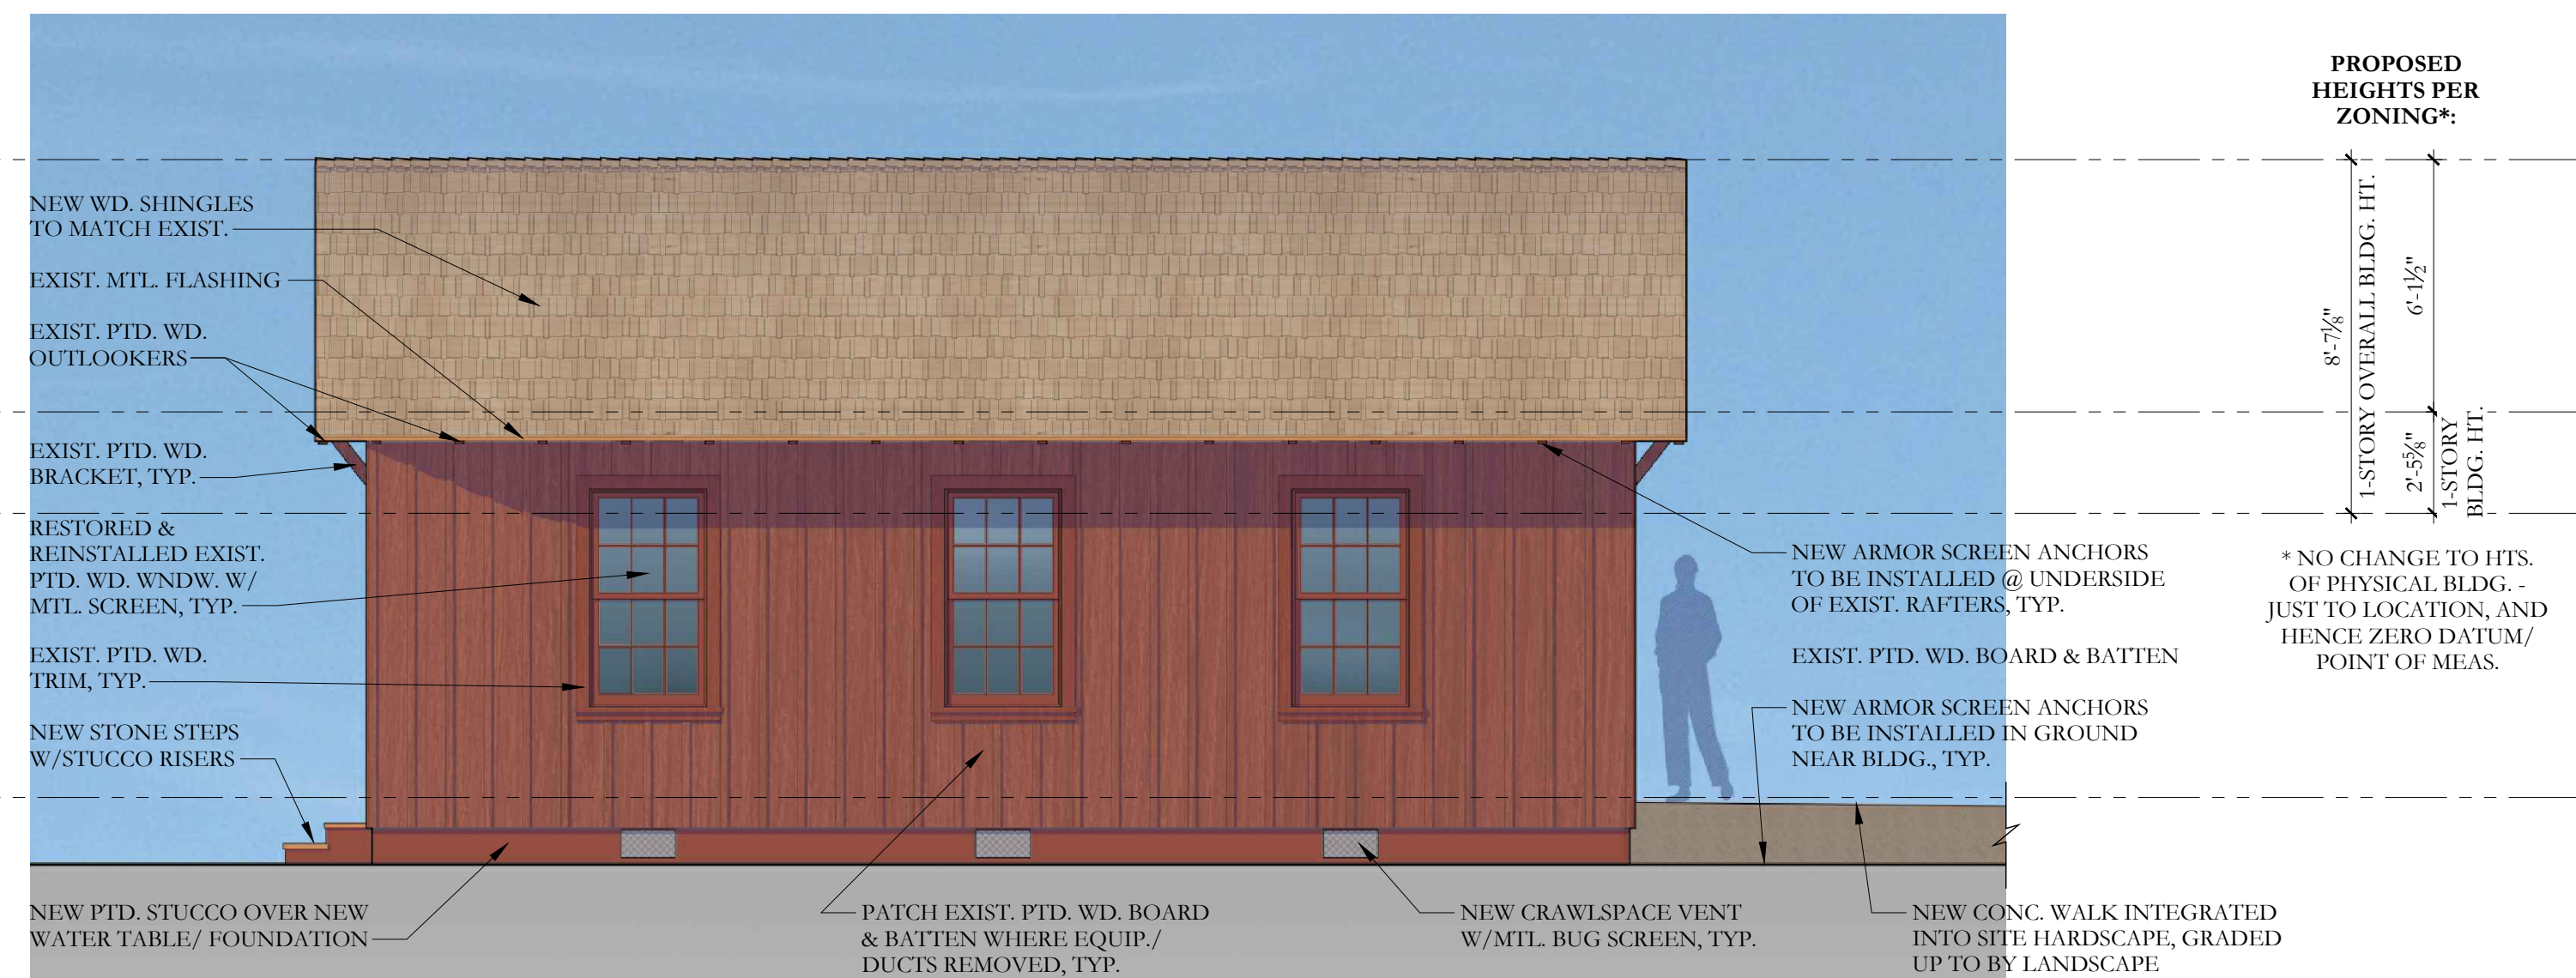 PROPOSED
HEIGHTS PER
ZONING*:
NEW WD. SHINGLES
TO MATCH EXIST.
EXIST. MTL. FLASHING
EXIST. PTD. WD.
OUTLOOKERS
EXIST. PTD. WD.
BRACKET, TYP.
RESTORED &
REINSTALLED EXIST.
PTD. WD. WNDW. W/
MTL. SCREEN, TYP.
EXIST. PTD. WD.
TRIM, TYP.
NEW STONE STEPS
W/STUCCO RISERS
NEW PTD. STUCCO OVER NEW
WATER TABLE/ FOUNDATION
PATCH EXIST. PTD. WD. BOARD
& BATTEN WHERE EQUIP./
DUCTS REMOVED, TYP.
NEW CRAWLSPACE VENT
W/MTL. BUG SCREEN, TYP.
NEW CONC. WALK INTEGRATED
INTO SITE HARDSCAPE, GRADED
UP TO BY LANDSCAPE
NEW ARMOR SCREEN ANCHORS
TO BE INSTALLED @ UNDERSIDE
OF EXIST. RAFTERS, TYP.
EXIST. PTD. WD. BOARD & BATTEN
NEW ARMOR SCREEN ANCHORS
TO BE INSTALLED IN GROUND
NEAR BLDG., TYP.
8'-7⅛"
1-STORY OVERALL BLDG. HT.
6'-1½"
2'-5⅝"
1-STORY
BLDG. HT.
* NO CHANGE TO HTS.
OF PHYSICAL BLDG. -
JUST TO LOCATION, AND
HENCE ZERO DATUM/
POINT OF MEAS.